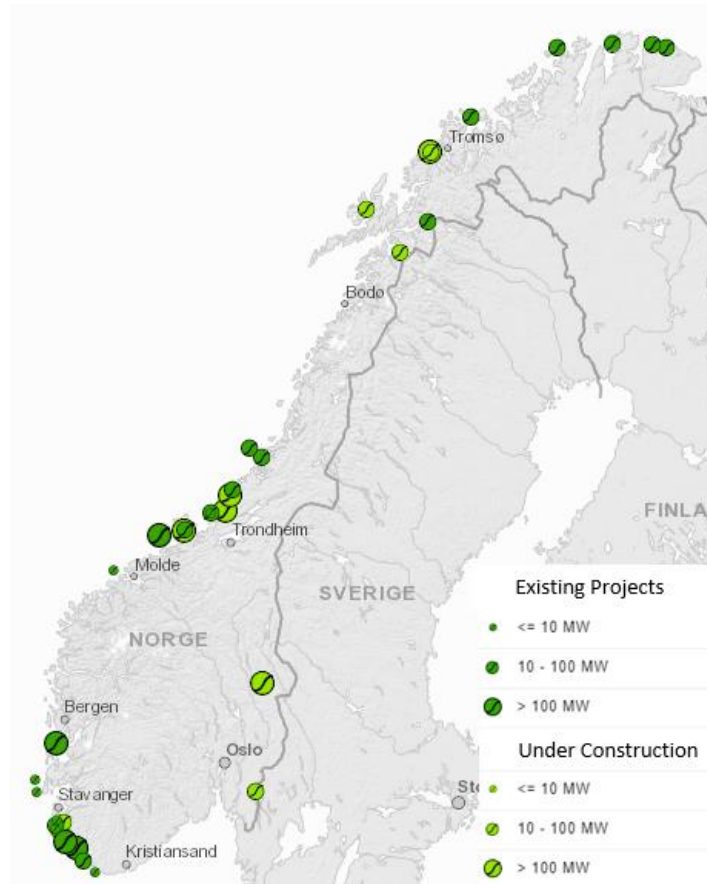 Tromsø
Bodø
Trondheim
FINLA
Molde
SVERIGE
Existing Projects
<= 10 MW
NORGE
10 - 100 MW
> 100 MW
Bergen
Under Construction
Oslo
<= 10 MW
Sto
Stavanger
10 - 100 MW
Kristiansand
> 100 MW